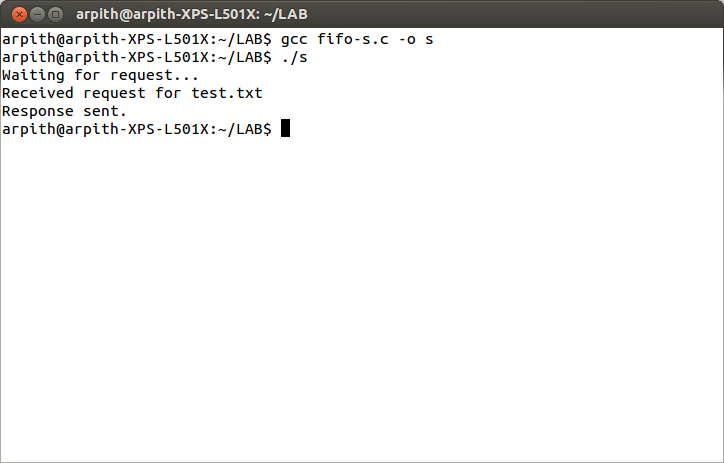 arpith@arpith-XPS-L501X: ~/LAB
arpith@arpith-XPS-L501X:~/LAB$ gcc fifo-s.c -o s
arpith@arpith-XPS-L501X:~/LAB$ ./s
Waiting for request...
Received request for test.txt
Response sent.
arpith@arpith-XPS-L501X:~/LAB$